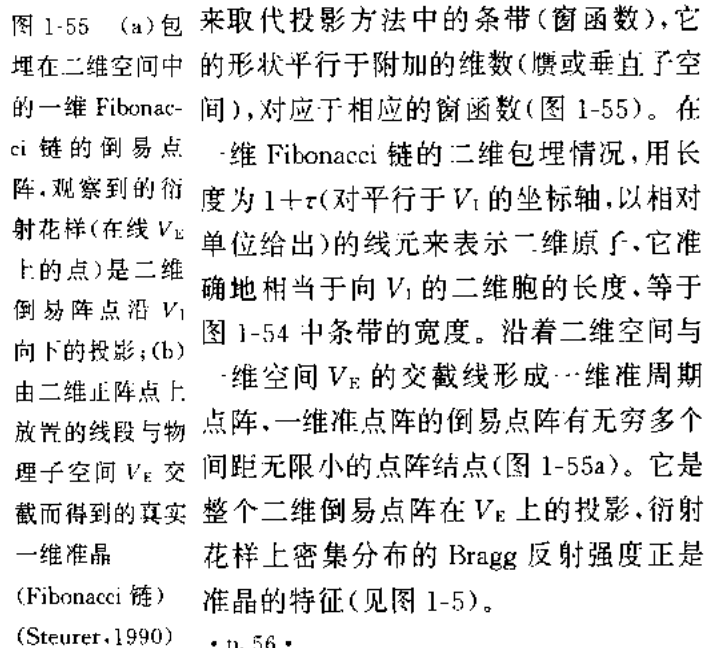 图 1-55 (a)包
埋在二维空间中
的一维 Fibonac-
ci 链的倒易点
阵,观察到的衍
射花样(在线 VE
上的点)是二维
倒易阵点沿 VI
向下的投影;(b)
由二维正阵点上
放置的线段与物
理子空间 VE 交
截而得到的真实
一维准晶
(Fibonacci 链)
(Steurer,1990)
来取代投影方法中的条带(窗函数),它
的形状平行于附加的维数(赝或垂直子空
间),对应于相应的窗函数(图 1-55)。在
一维 Fibonacci 链的二维包埋情况,用长
度为 1+τ(对平行于 VI 的坐标轴,以相对
单位给出)的线元来表示二维原子,它准
确地相当于向 VI 的二维胞的长度、等于
图 1-54 中条带的宽度。沿着二维空间与
一维空间 VE 的交截线形成一维准周期
点阵、一维准点阵的倒易点阵有无穷多个
间距无限小的点阵结点(图 1-55a)。它是
整个二维倒易点阵在 VE 上的投影、衍射
花样上密集分布的 Bragg 反射强度正是
准晶的特征(见图 1-5)。
• p. 56 •